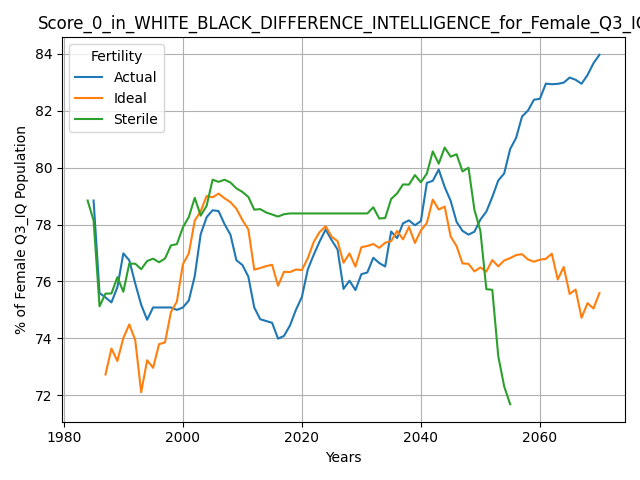 Score_0_in_WHITE_BLACK_DIFFERENCE_INTELLIGENCE_for_Female_Q3_IQ
Fertility
Actual
Ideal
Sterile
% of Female Q3_IQ Population
84
82
80
78
76
74
72
1980
2000
2020
2040
2060
Years